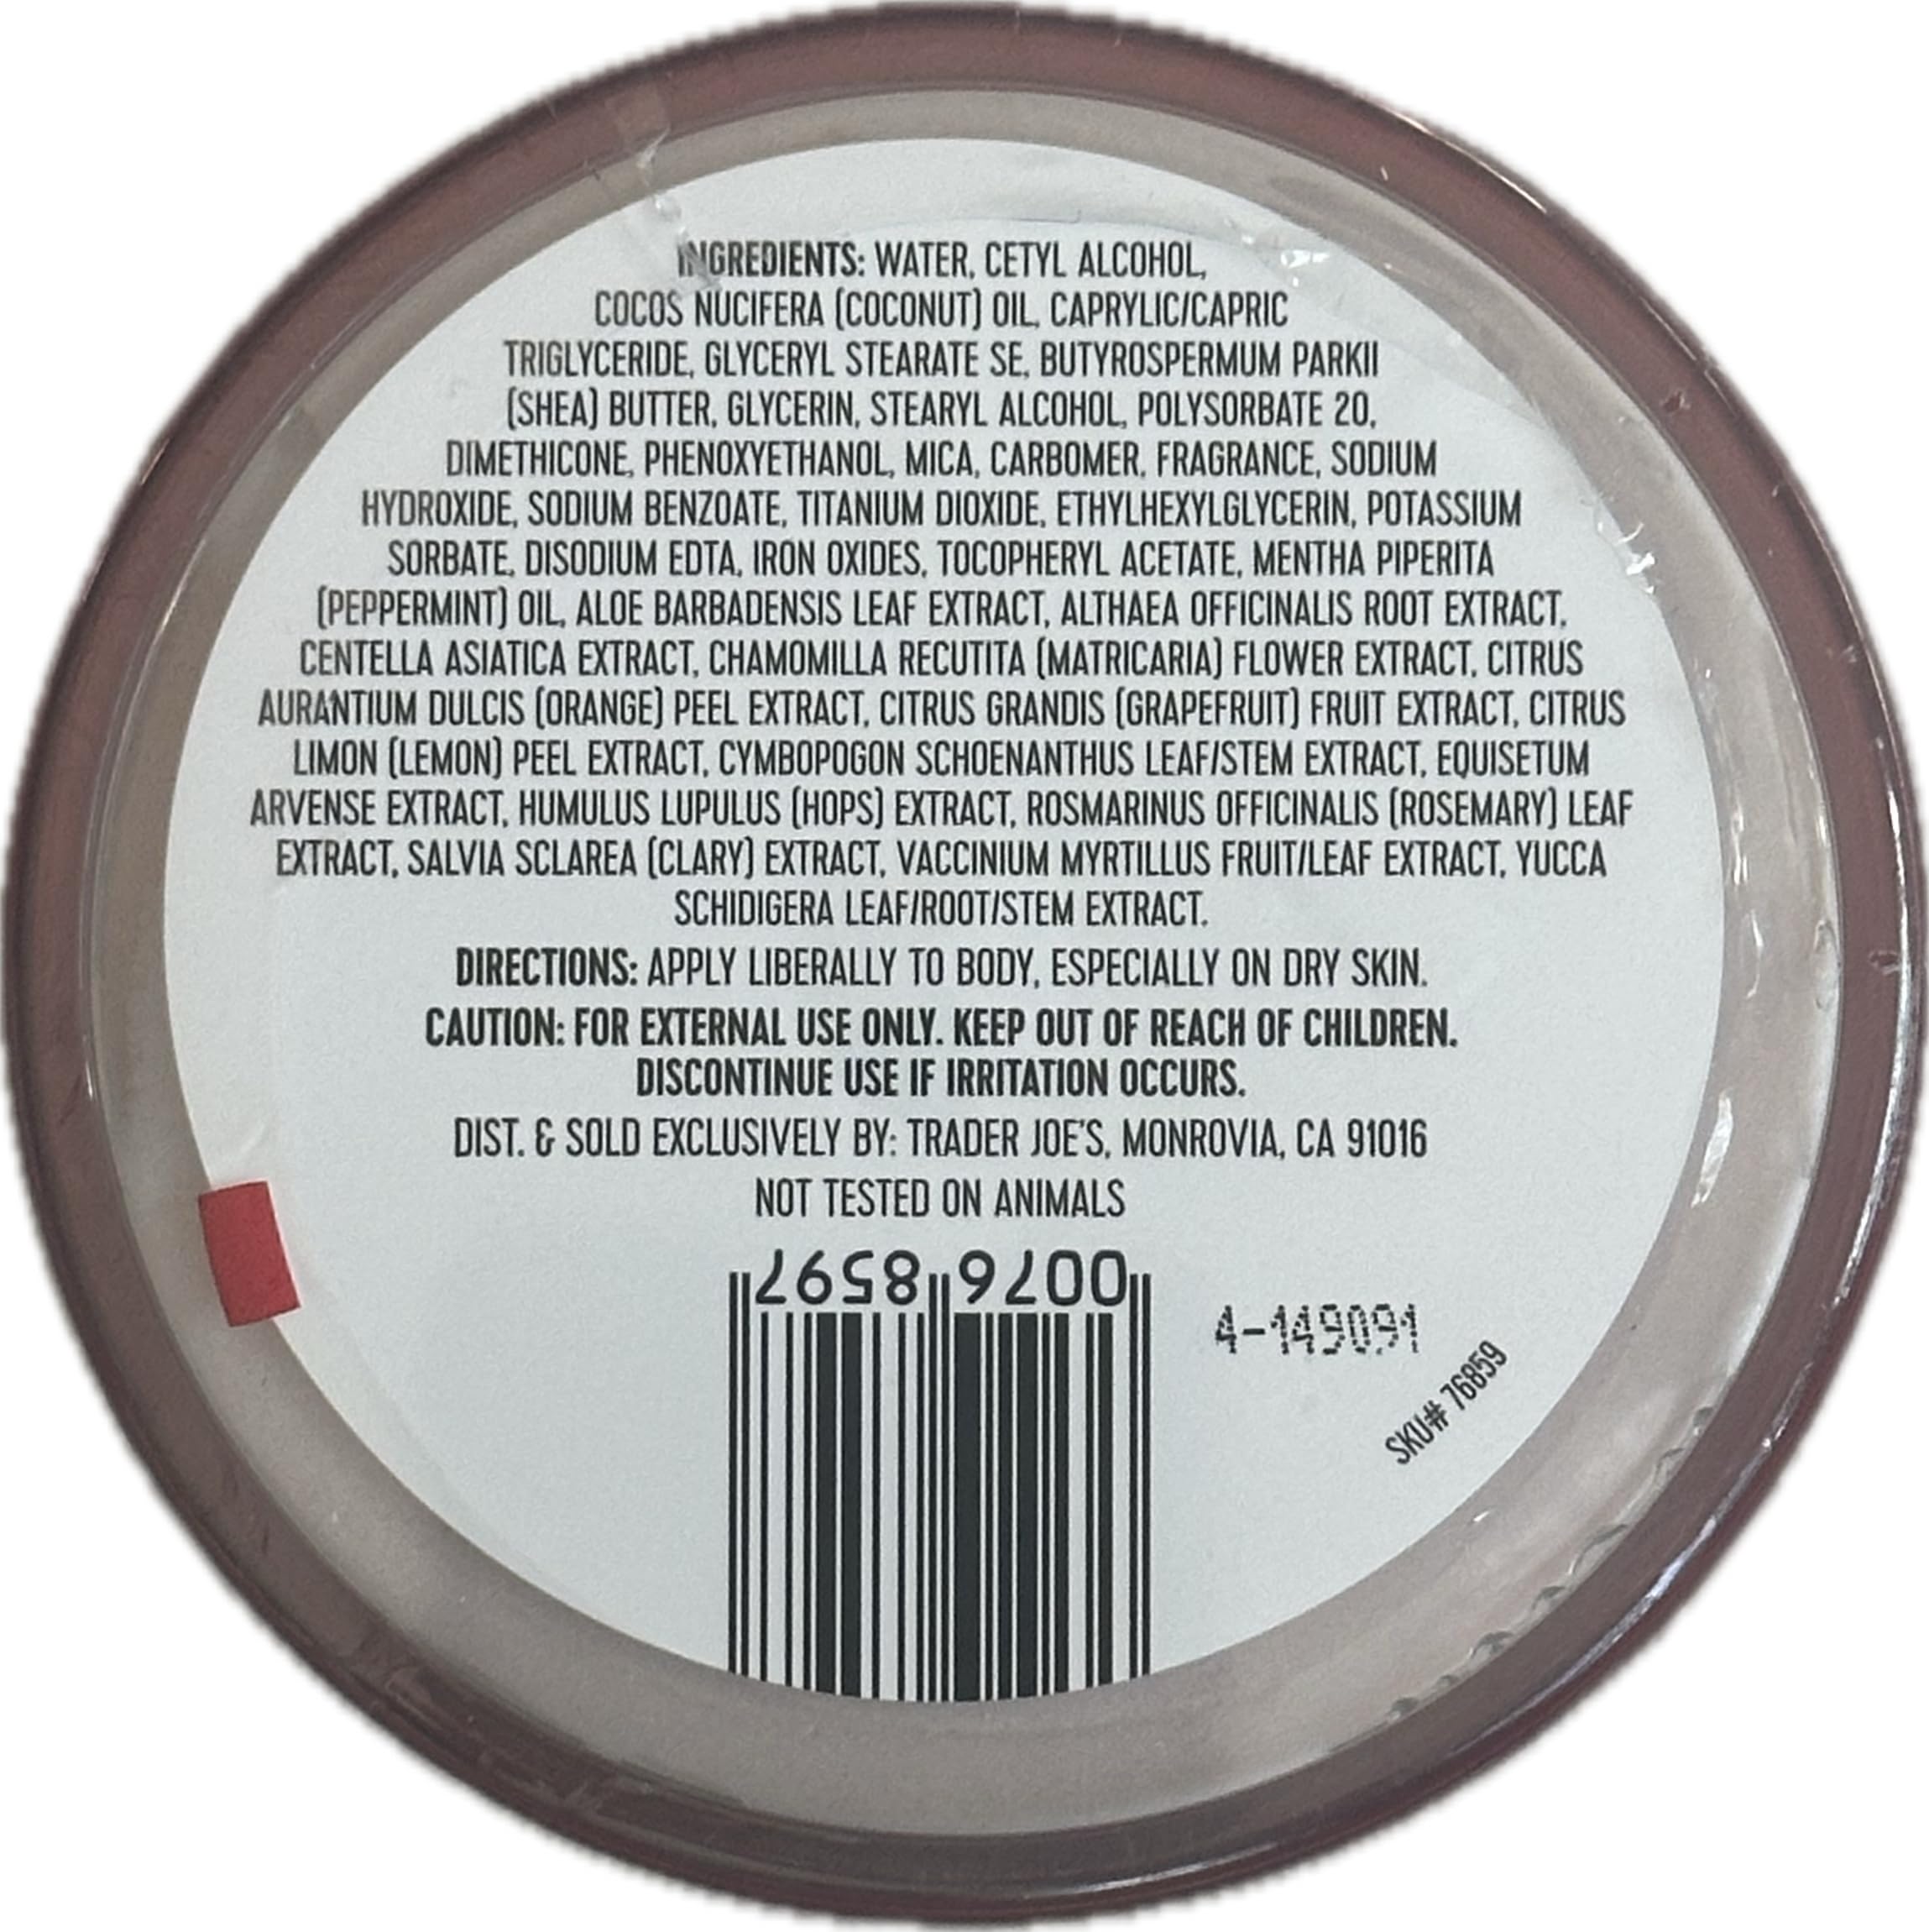 INGREDIENTS: WATER, CETYL ALCOHOL,
COCOS NUCIFERA (COCONUT) OIL, CAPRYLIC/CAPRIC
TRIGLYCERIDE, GLYCERYL STEARATE SE, BUTYROSPERMUM PARKII
(SHEA) BUTTER, GLYCERIN, STEARYL ALCOHOL, POLYSORBATE 20,
DIMETHICONE, PHENOXYETHANOL, MICA, CARBOMER, FRAGRANCE, SODIUM
HYDROXIDE, SODIUM BENZOATE, TITANIUM DIOXIDE, ETHYLHEXYLGLYCERIN, POTASSIUM
SORBATE, DISODIUM EDTA, IRON OXIDES, TOCOPHERYL ACETATE, MENTHA PIPERITA
(PEPPERMINT) OIL, ALOE BARBADENSIS LEAF EXTRACT, ALTHAEA OFFICINALIS ROOT EXTRACT,
CENTELLA ASIATICA EXTRACT, CHAMOMILLA RECUTITA (MATRICARIA) FLOWER EXTRACT, CITRUS
AURANTIUM DULCIS (ORANGE) PEEL EXTRACT, CITRUS GRANDIS (GRAPEFRUIT) FRUIT EXTRACT, CITRUS
LIMON (LEMON) PEEL EXTRACT, CYMBOPOGON SCHOENANTHUS LEAF/STEM EXTRACT, EQUISETUM
ARVENSE EXTRACT, HUMULUS LUPULUS (HOPS) EXTRACT, ROSMARINUS OFFICINALIS (ROSEMARY) LEAF
EXTRACT, SALVIA SCLAREA (CLARY) EXTRACT, VACCINIUM MYRTILLUS FRUIT/LEAF EXTRACT, YUCCA
SCHIDIGERA LEAF/ROOT/STEM EXTRACT.
DIRECTIONS: APPLY LIBERALLY TO BODY, ESPECIALLY ON DRY SKIN.
CAUTION: FOR EXTERNAL USE ONLY. KEEP OUT OF REACH OF CHILDREN.
DISCONTINUE USE IF IRRITATION OCCURS.
DIST. & SOLD EXCLUSIVELY BY: TRADER JOE'S, MONROVIA, CA 91016
NOT TESTED ON ANIMALS
0076 8597
4-149091
SKU# 76859